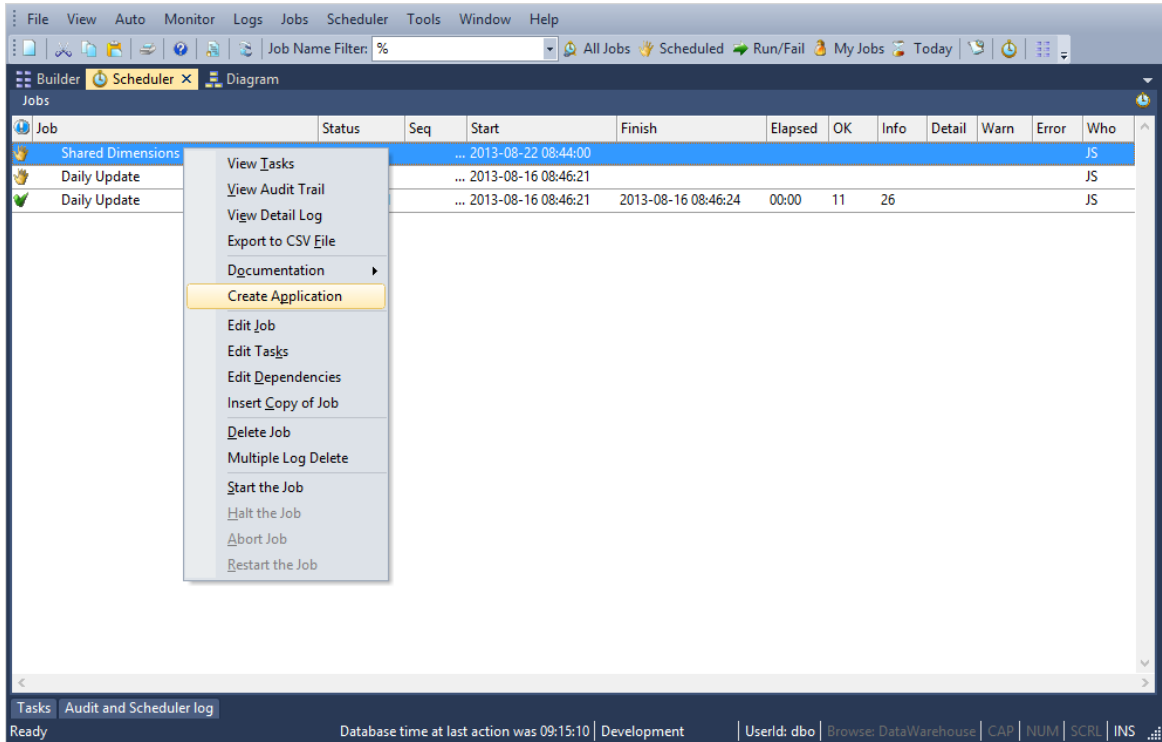 File View Auto Monitor Logs Jobs Scheduler Tools Window Help
Job Name Filter: % All Jobs Scheduled Run/Fail My Jobs Today
Builder Scheduler Diagram
Jobs
Job Status Seq Start Finish Elapsed OK Info Detail Warn Error Who
Shared Dimensions ... 2013-08-22 08:44:00 JS
Daily Update ... 2013-08-16 08:46:21 JS
Daily Update ... 2013-08-16 08:46:21 2013-08-16 08:46:24 00:00 11 26 JS
View Tasks
View Audit Trail
View Detail Log
Export to CSV File
Documentation
Create Application
Edit Job
Edit Tasks
Edit Dependencies
Insert Copy of Job
Delete Job
Multiple Log Delete
Start the Job
Halt the Job
Abort Job
Restart the Job
Tasks Audit and Scheduler log
Ready Database time at last action was 09:15:10 Development UserId: dbo Browse: DataWarehouse CAP NUM SCRL INS